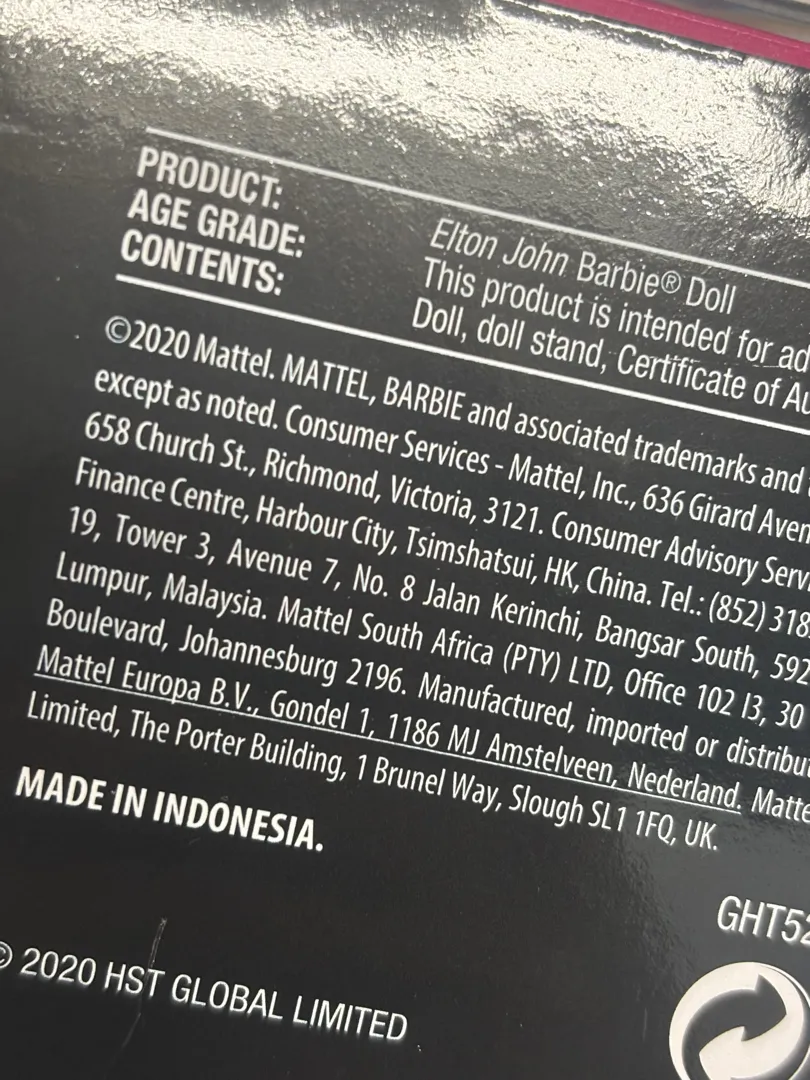 PRODUCT: Elton John Barbie® Doll
AGE GRADE: This product is intended for
CONTENTS: Doll, doll stand, Certificate of
©2020 Mattel. MATTEL, BARBIE and associated trademarks and
except as noted. Consumer Services - Mattel, Inc., 636 Girard
658 Church St., Richmond, Victoria, 3121. Consumer Advisory
Finance Centre, Harbour City, Tsimshatsui, HK, China. Tel.: (852) 318
19, Tower 3, Avenue 7, No. 8 Jalan Kerinchi, Bangsar South, 592
Lumpur, Malaysia. Mattel South Africa (PTY) LTD, Office 102 I3, 30
Boulevard, Johannesburg 2196. Manufactured, imported or
Mattel Europa B.V., Gondel 1, 1186 MJ Amstelveen, Nederland.
Limited, The Porter Building, 1 Brunel Way, Slough SL1 1FQ, UK.
MADE IN INDONESIA.
GHT52
© 2020 HST GLOBAL LIMITED